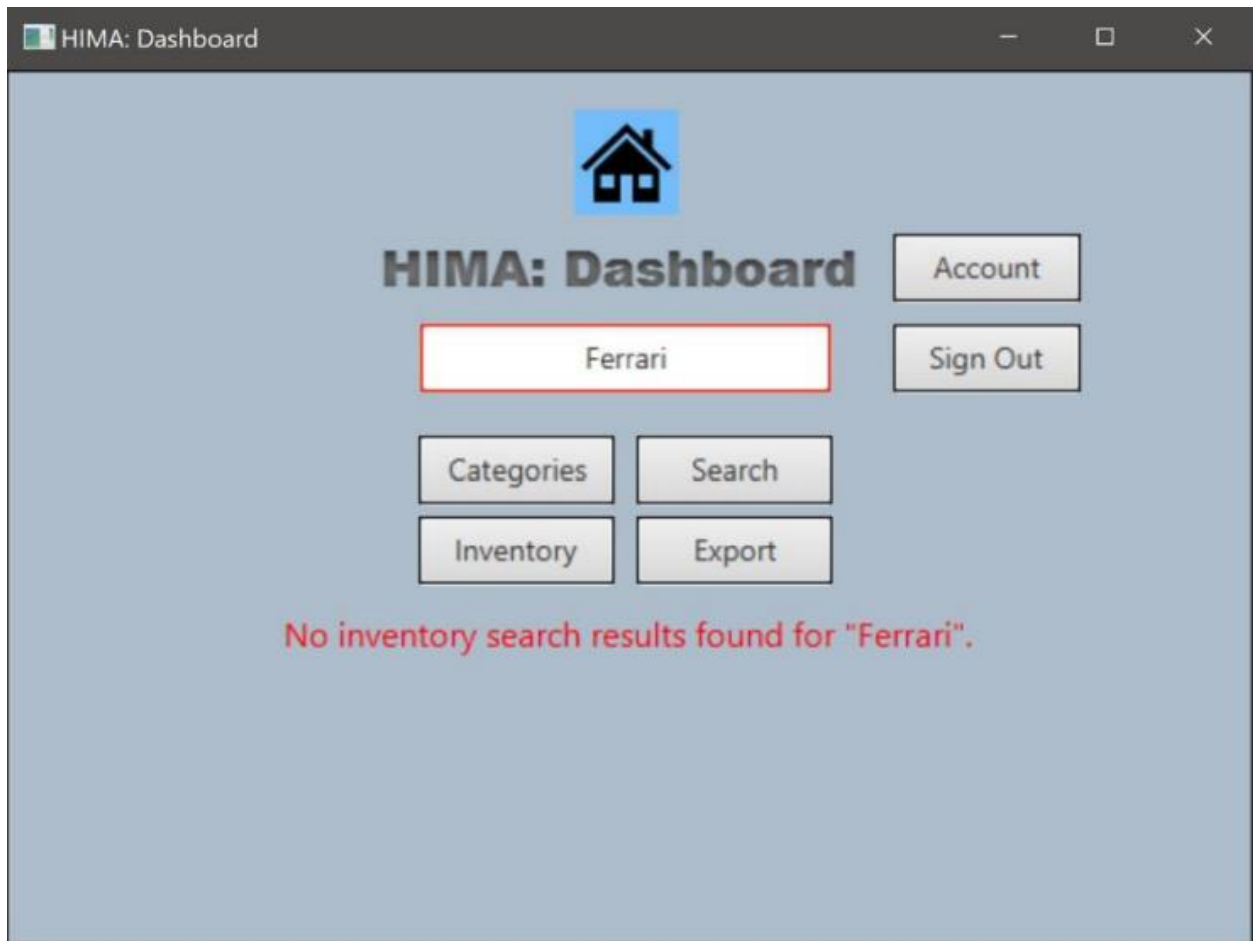 HIMA: Dashboard
HIMA: Dashboard
Account
Ferrari
Sign Out
Categories
Search
Inventory
Export
No inventory search results found for "Ferrari".